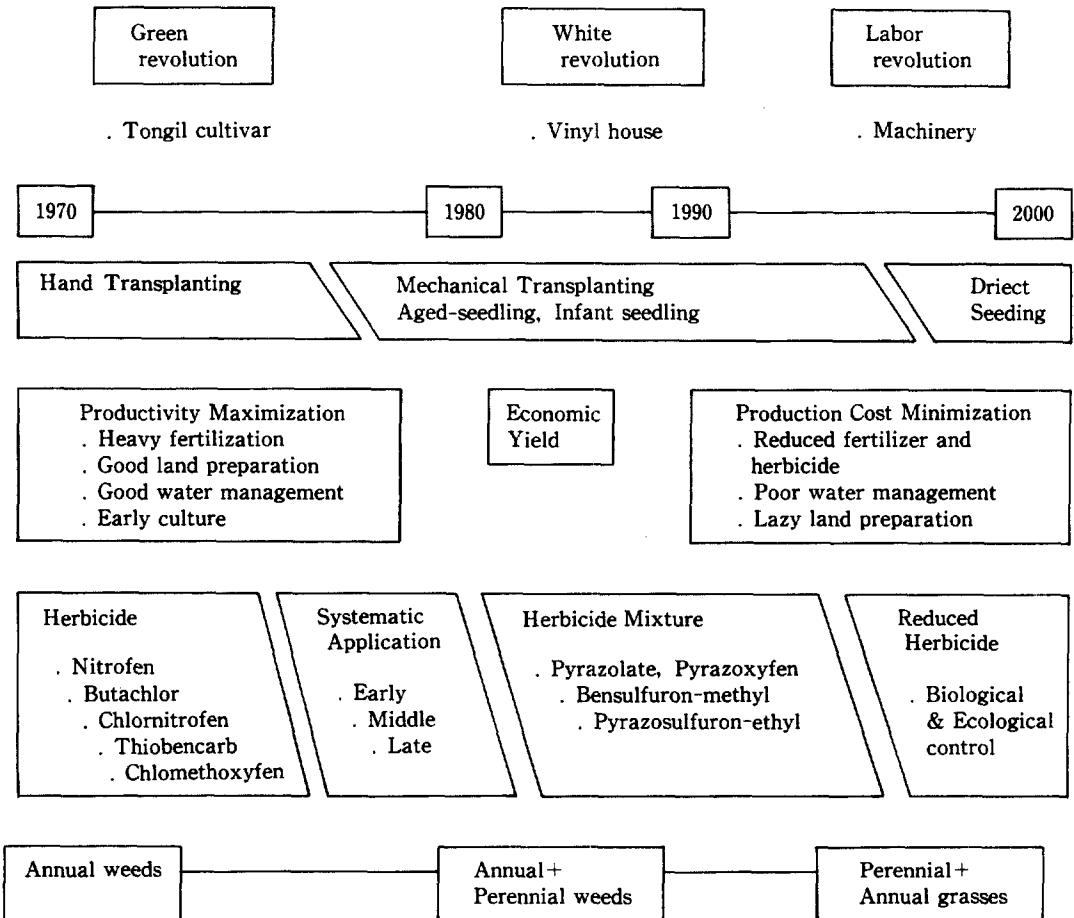 Green
revolution
White
revolution
Labor
revolution
. Tongil cultivar
. Vinyl house
. Machinery
1970
1980
1990
2000
Hand Transplanting
Mechanical Transplanting
Aged-seedling, Infant seedling
Driect
Seeding
Productivity Maximization
. Heavy fertilization
. Good land preparation
. Good water management
. Early culture
Economic
Yield
Production Cost Minimization
. Reduced fertilizer and
herbicide
. Poor water management
. Lazy land preparation
Herbicide
. Nitrofen
. Butachlor
. Chlornitrofen
. Thiobencarb
. Chlomethoxyfen
Systematic
Application
. Early
. Middle
. Late
Herbicide Mixture
. Pyrazolate, Pyrazoxyfen
. Bensulfuron-methyl
. Pyrazosulfuron-ethyl
Reduced
Herbicide
. Biological
& Ecological
control
Annual weeds
Annual+
Perennial weeds
Perennial+
Annual grasses